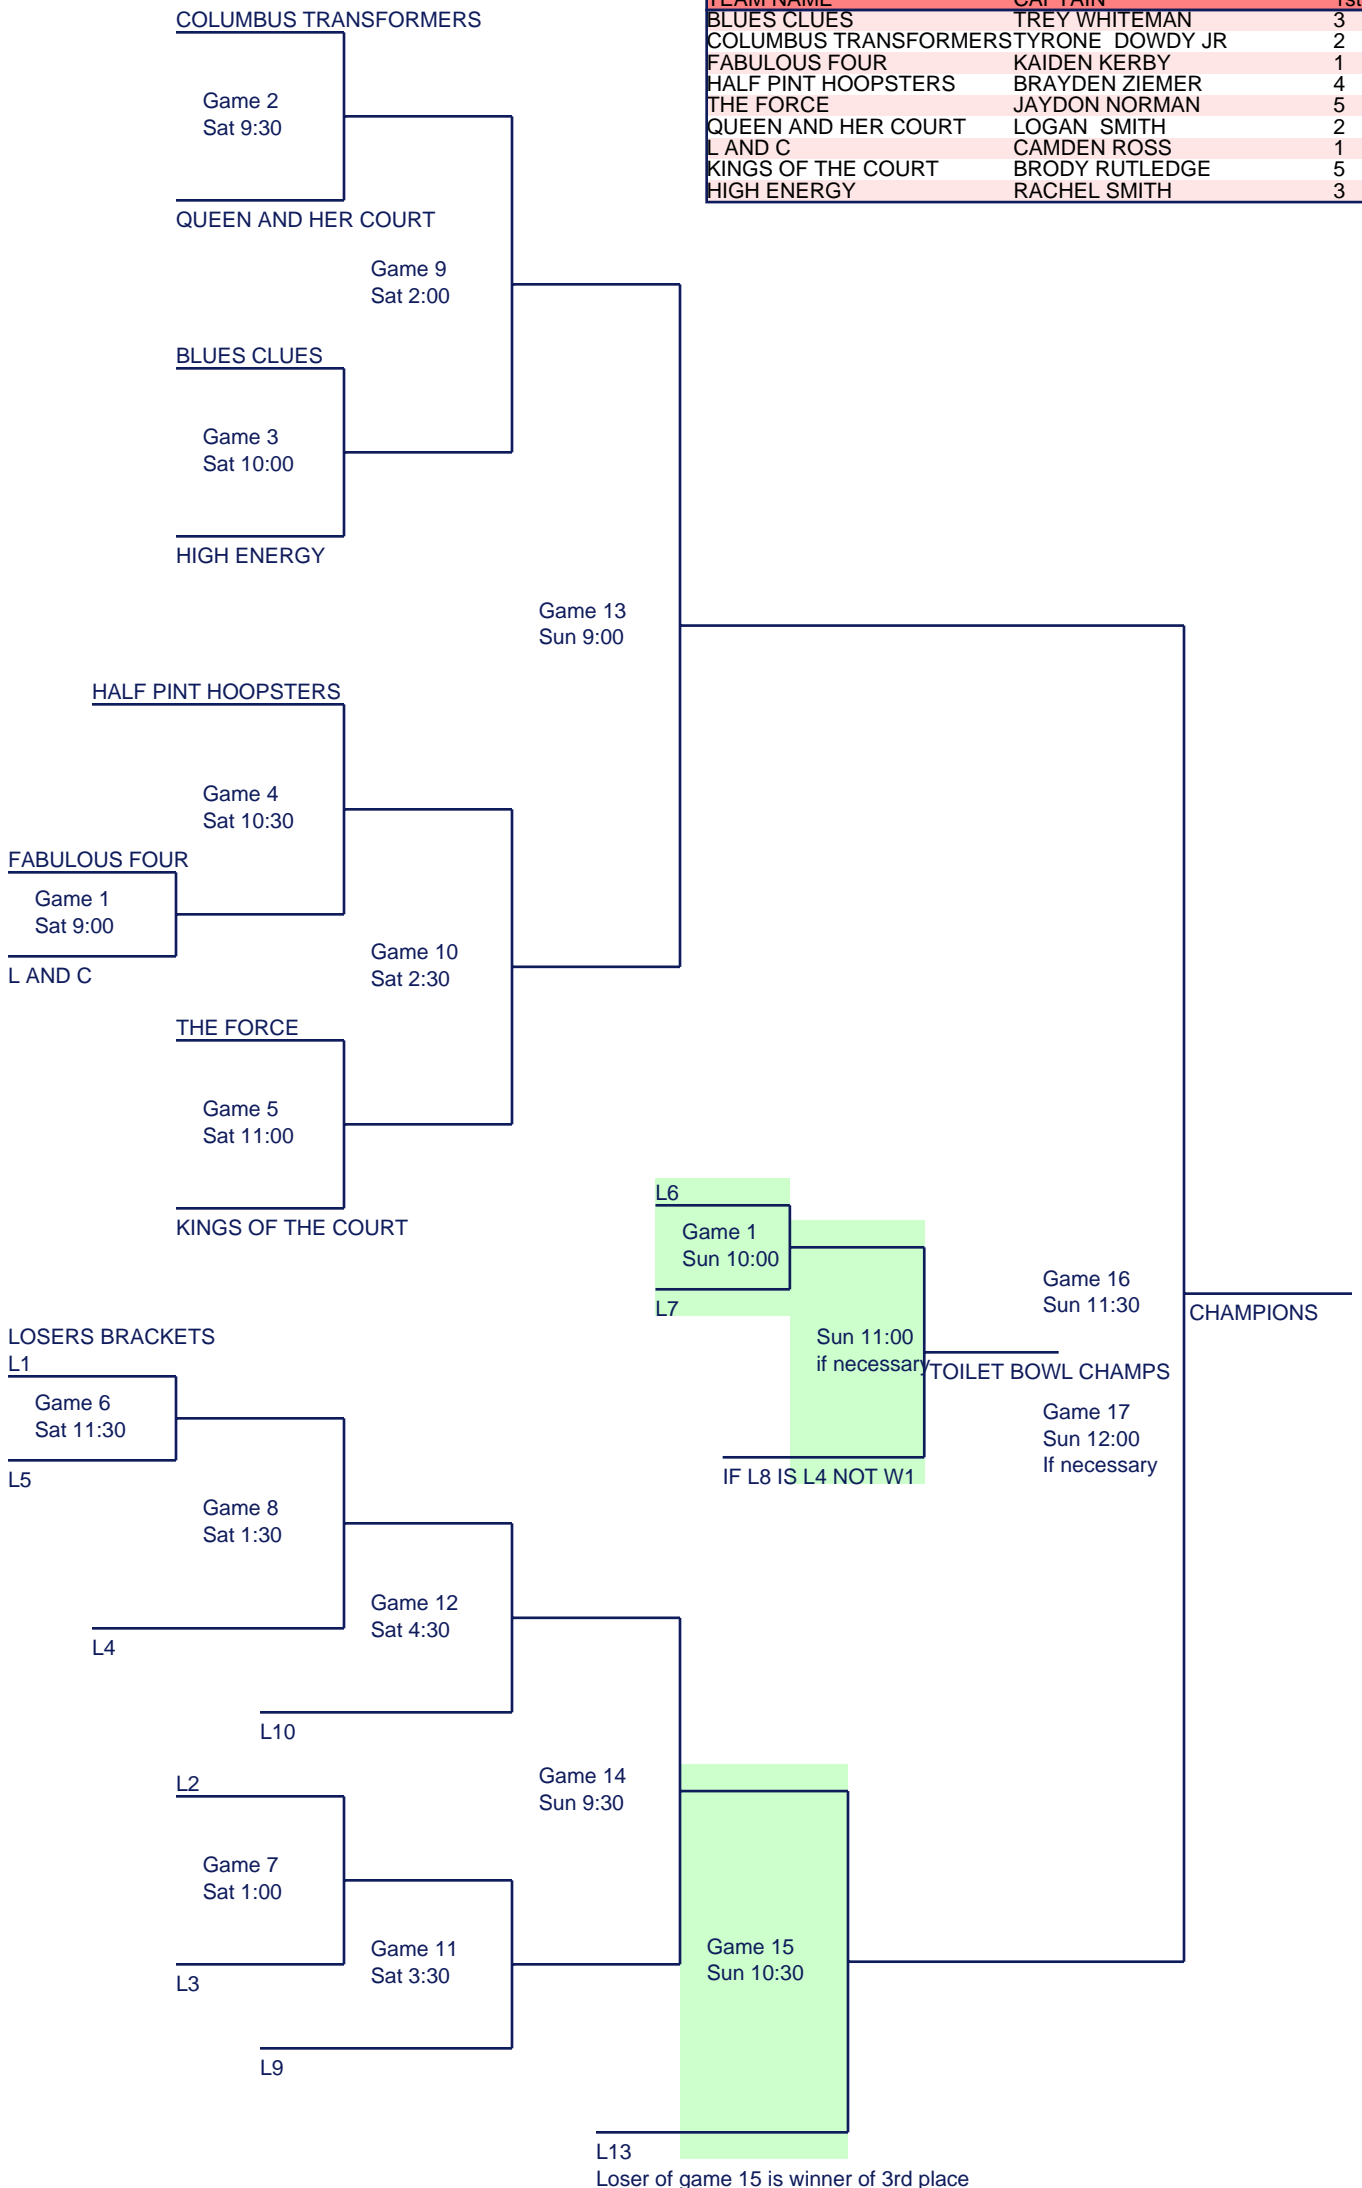 TEAM NAME CAPTAIN 1st
BLUES CLUES TREY WHITEMAN 3
COLUMBUS TRANSFORMERS TYRONE  DOWDY JR 2
FABULOUS FOUR KAIDEN KERBY 1
HALF PINT HOOPSTERS BRAYDEN ZIEMER 4
THE FORCE JAYDON NORMAN 5
QUEEN AND HER COURT LOGAN  SMITH 2
L AND C CAMDEN ROSS 1
KINGS OF THE COURT BRODY RUTLEDGE 5
HIGH ENERGY RACHEL SMITH 3
COLUMBUS TRANSFORMERS
Game 2
Sat 9:30
QUEEN AND HER COURT
Game 9
Sat 2:00
BLUES CLUES
Game 3
Sat 10:00
HIGH ENERGY
Game 13
Sun 9:00
HALF PINT HOOPSTERS
Game 4
Sat 10:30
FABULOUS FOUR
Game 1
Sat 9:00
L AND C
Game 10
Sat 2:30
THE FORCE
Game 5
Sat 11:00
KINGS OF THE COURT
L6
Game 1
Sun 10:00
L7
Sun 11:00
if necessary
TOILET BOWL CHAMPS
IF L8 IS L4 NOT W1
Game 16
Sun 11:30
CHAMPIONS
Game 17
Sun 12:00
If necessary
LOSERS BRACKETS
L1
Game 6
Sat 11:30
L5
Game 8
Sat 1:30
L4
Game 12
Sat 4:30
L10
Game 14
Sun 9:30
L2
Game 7
Sat 1:00
L3
Game 11
Sat 3:30
L9
Game 15
Sun 10:30
L13
Loser of game 15 is winner of 3rd place